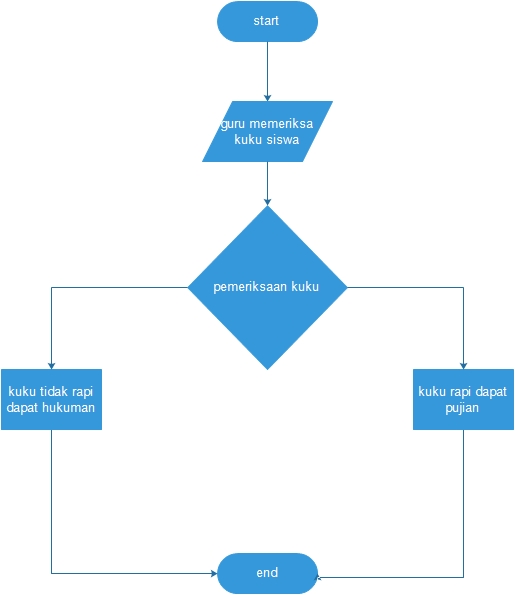 start
guru memeriksa
kuku siswa
pemeriksaan kuku
kuku tidak rapi
dapat hukuman
kuku rapi dapat
pujian
end